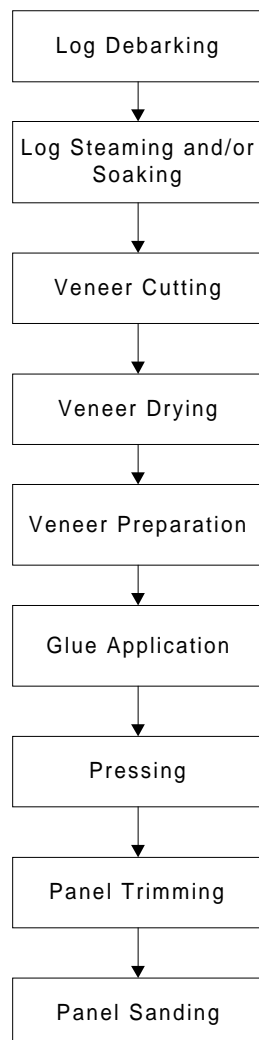 Log Debarking
Log Steaming and/or
Soaking
Veneer Cutting
Veneer Drying
Veneer Preparation
Glue Application
Pressing
Panel Trimming
Panel Sanding